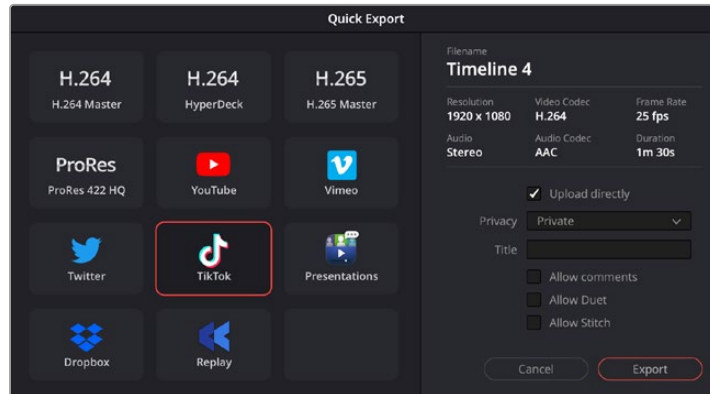 Quick Export
H.264
H.264 Master
H.264
HyperDeck
H.265
H.265 Master
ProRes
ProRes 422 HQ
YouTube
Vimeo
Twitter
TikTok
Presentations
Dropbox
Replay
Filename
Timeline 4
Resolution Video Codec Frame Rate
1920 x 1080 H.264 25 fps
Audio Audio Codec Duration
Stereo AAC 1m 30s
Upload directly
Privacy Private
Title
Allow comments
Allow Duet
Allow Stitch
Cancel Export